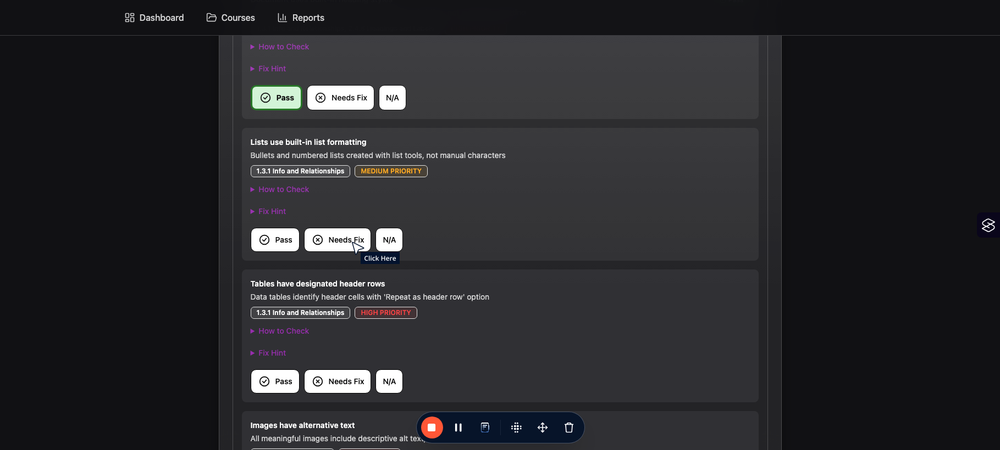 Dashboard
Courses
Reports
How to Check
Fix Hint
Pass
Needs Fix
N/A
Lists use built-in list formatting
Bullets and numbered lists created with list tools, not manual characters
1.3.1 Info and Relationships
MEDIUM PRIORITY
How to Check
Fix Hint
Pass
Needs Fix
N/A
Click Here
Tables have designated header rows
Data tables identify header cells with 'Repeat as header row' option
1.3.1 Info and Relationships
HIGH PRIORITY
How to Check
Fix Hint
Pass
Needs Fix
N/A
Images have alternative text
All meaningful images include descriptive alt text